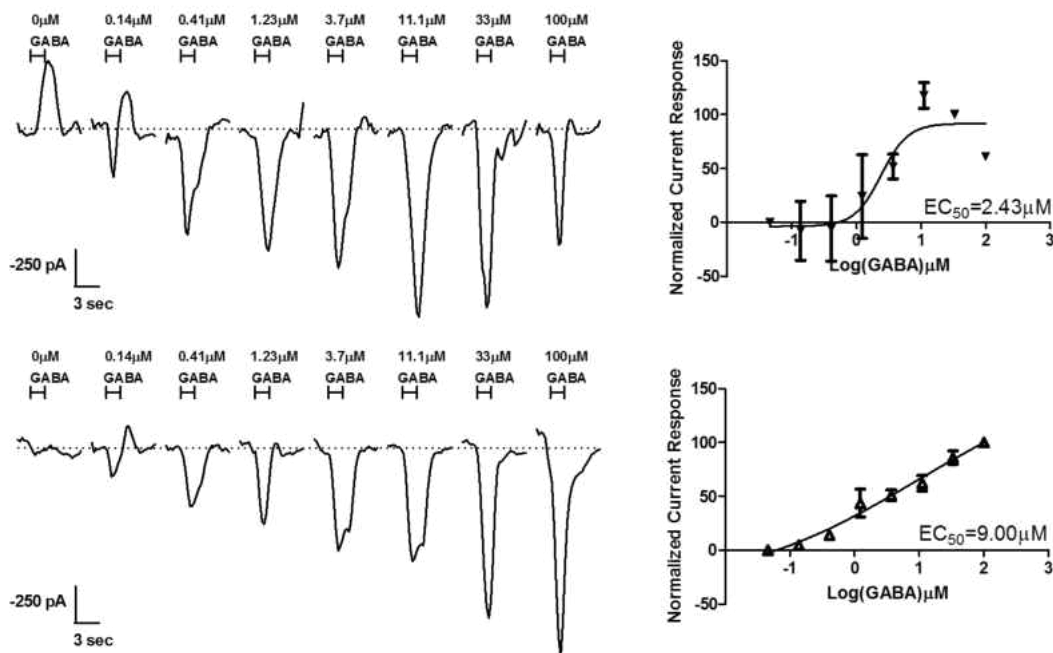 0μM 0.14μM 0.41μM 1.23μM 3.7μM 11.1μM 33μM 100μM
GABA GABA GABA GABA GABA GABA GABA GABA
-250 pA
3 sec
Normalized Current Response
150
100
50
0
-50
-1 0 1 2 3
EC50=2.43μM
Log(GABA)μM
0μM 0.14μM 0.41μM 1.23μM 3.7μM 11.1μM 33μM 100μM
GABA GABA GABA GABA GABA GABA GABA GABA
-250 pA
3 sec
Normalized Current Response
150
100
50
0
-50
-1 0 1 2 3
EC50=9.00μM
Log(GABA)μM